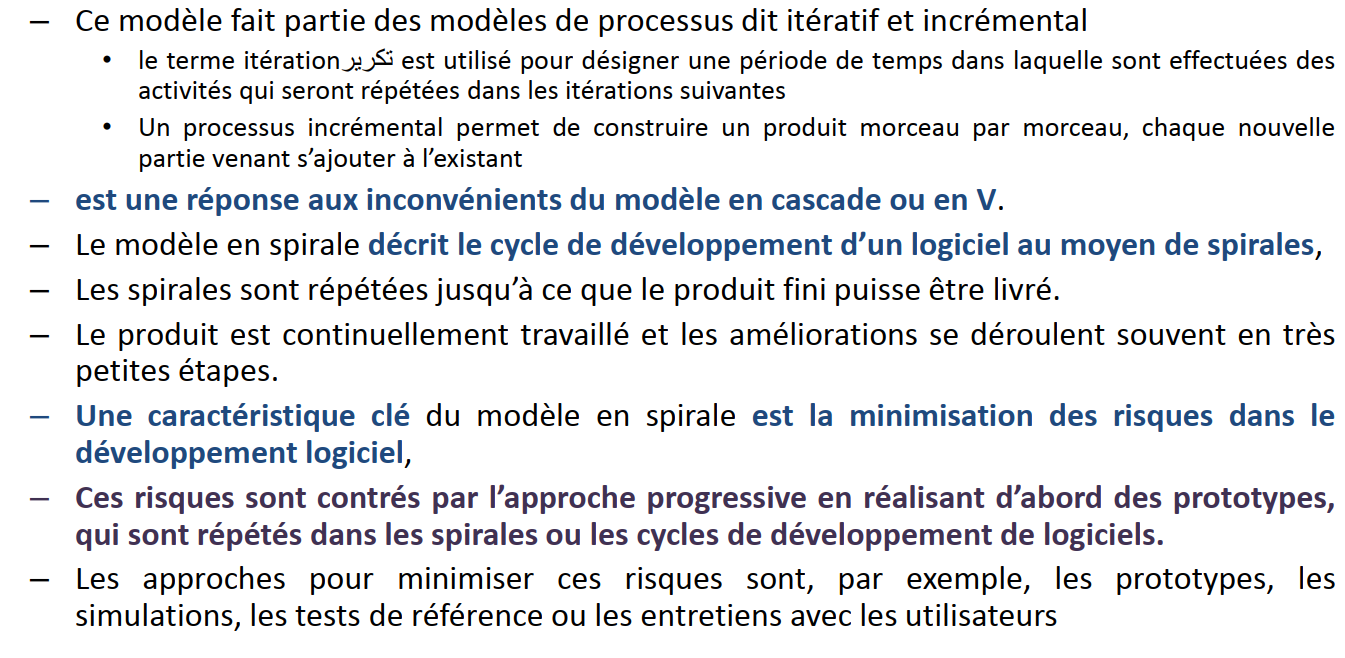 – Ce modèle fait partie des modèles de processus dit itératif et incrémental
• le terme itérationتكرير est utilisé pour désigner une période de temps dans laquelle sont effectuées des
activités qui seront répétées dans les itérations suivantes
• Un processus incrémental permet de construire un produit morceau par morceau, chaque nouvelle
partie venant s’ajouter à l’existant
– est une réponse aux inconvénients du modèle en cascade ou en V.
– Le modèle en spirale décrit le cycle de développement d’un logiciel au moyen de spirales,
– Les spirales sont répétées jusqu’à ce que le produit fini puisse être livré.
– Le produit est continuellement travaillé et les améliorations se déroulent souvent en très
petites étapes.
– Une caractéristique clé du modèle en spirale est la minimisation des risques dans le
développement logiciel,
– Ces risques sont contrés par l’approche progressive en réalisant d’abord des prototypes,
qui sont répétés dans les spirales ou les cycles de développement de logiciels.
– Les approches pour minimiser ces risques sont, par exemple, les prototypes, les
simulations, les tests de référence ou les entretiens avec les utilisateurs